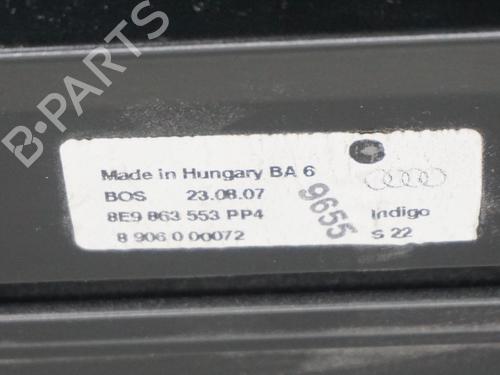 B-PARTS
Made in Hungary BA 6
BOS 23.08.07
8E9 863 553 PP4
8 906 0 00072
9655
Indigo
S 22